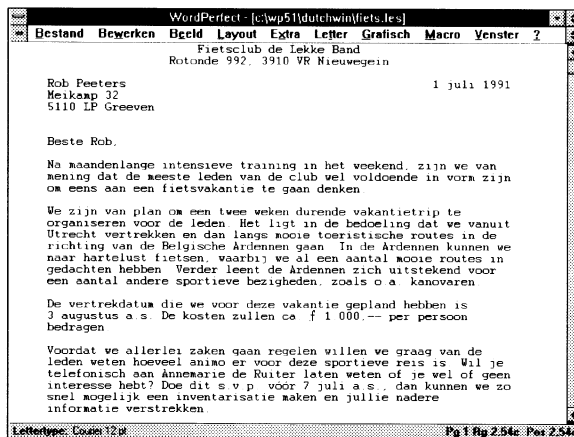 WordPerfect - [c:\wp51\dutchwin\fiets.les]
Bestand Bewerken Beeld Layout Extra Letter Grafisch Macro Venster ?
Fietsclub de Lekke Band
Rotonde 992, 3910 VR Nieuwegein
Rob Peeters 1 juli 1991
Meikamp 32
5110 LP Greeven
Beste Rob,
Na maandenlange intensieve training in het weekend, zijn we van
mening dat de meeste leden van de club wel voldoende in vorm zijn
om eens aan een fietsvakantie te gaan denken.
We zijn van plan om een twee weken durende vakantietrip te
organiseren voor de leden. Het ligt in de bedoeling dat we vanuit
Utrecht vertrekken en dan langs mooie toeristische routes in de
richting van de Belgische Ardennen gaan. In de Ardennen kunnen we
naar hartelust fietsen, waarbij we al een aantal mooie routes in
gedachten hebben. Verder leent de Ardennen zich uitstekend voor
een aantal andere sportieve bezigheden, zoals o.a. kanovaren.
De vertrekdatum die we voor deze vakantie gepland hebben is
3 augustus a.s. De kosten zullen ca. ƒ 1.000,-- per persoon
bedragen.
Voordat we allerlei zaken gaan regelen willen we graag van de
leden weten hoeveel animo er voor deze sportieve reis is. Wil je
telefonisch aan Annemarie de Ruiter laten weten of je wel of geen
interesse hebt? Doe dit s.v.p. vóór 7 juli a.s., dan kunnen we zo
snel mogelijk een inventarisatie maken en jullie nadere
informatie verstrekken.
Lettertype: Courier 12 pt Pg 1 Rg 2.54c Pos 2.54c